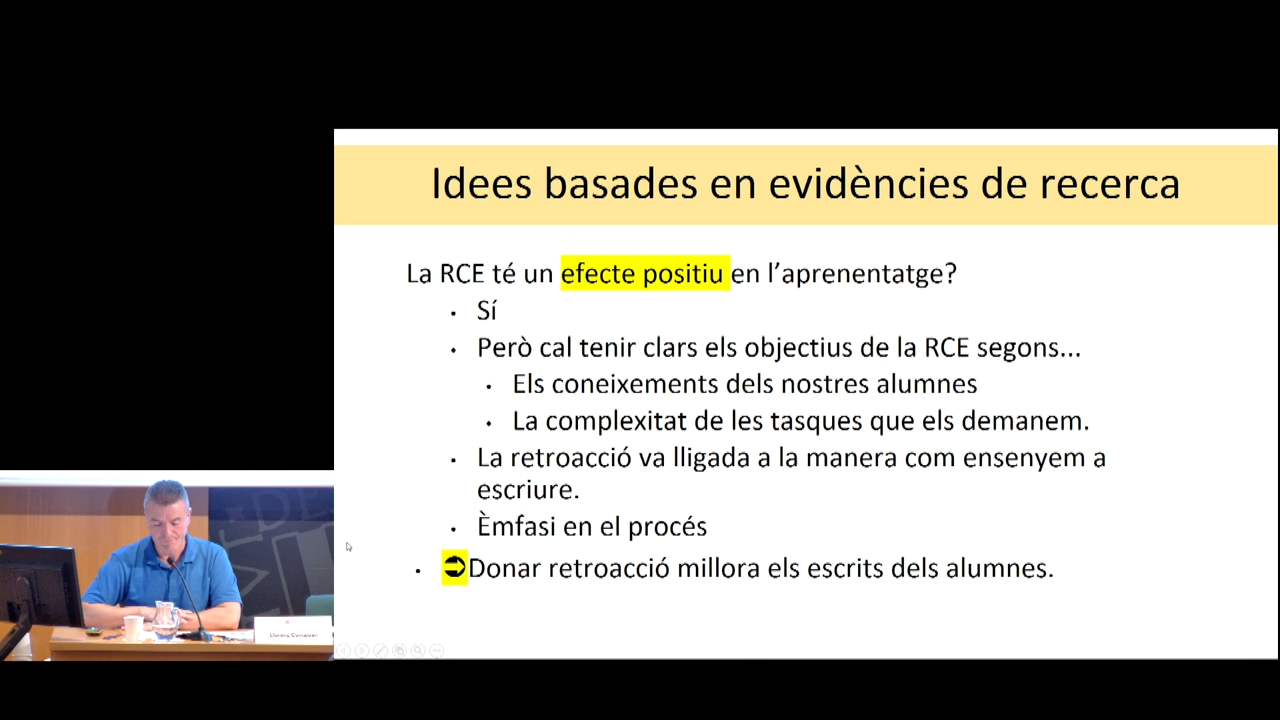 Idees basades en evidències de recerca
La RCE té un efecte positiu en l’aprenentatge?
• Sí
• Però cal tenir clars els objectius de la RCE segons...
• Els coneixements dels nostres alumnes
• La complexitat de les tasques que els demanem.
• La retroacció va lligada a la manera com ensenyem a
escriure.
• Èmfasi en el procés
• ➲Donar retroacció millora els escrits dels alumnes.